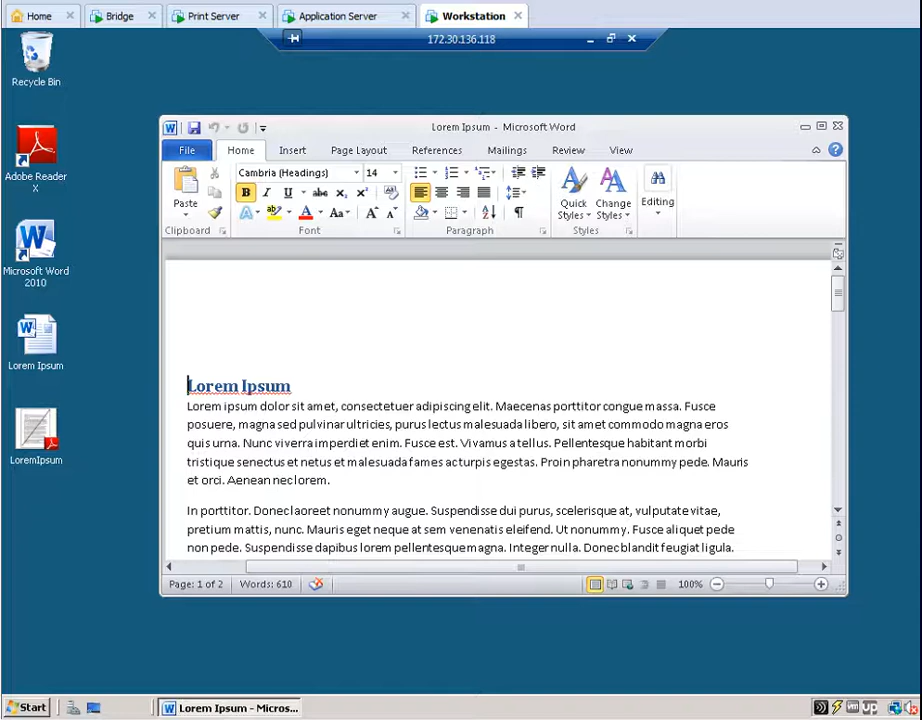 Home Bridge Print Server Application Server Workstation
172.30.136.118
Recycle Bin
Adobe Reader
X
Microsoft Word
2010
Lorem Ipsum
LoremIpsum
Lorem Ipsum - Microsoft Word
File Home Insert Page Layout References Mailings Review View
Cambria (Headings) 14
Paste
B I U abc x₂ x²
Aa
Quick
Styles
Change
Styles
Editing
Clipboard Font Paragraph Styles
Lorem Ipsum
Lorem ipsum dolor sit amet, consectetuer adipiscing elit. Maecenas porttitor congue massa. Fusce
posuere, magna sed pulvinar ultricies, purus lectus malesuada libero, sit amet commodo magna eros
quis urna. Nunc viverra imperdiet enim. Fusce est. Vivamus a tellus. Pellentesque habitant morbi
tristique senectus et netus et malesuada fames ac turpis egestas. Proin pharetra nonummy pede. Mauris
et orci. Aenean nec lorem.
In porttitor. Donec laoreet nonummy augue. Suspendisse dui purus, scelerisque at, vulputate vitae,
pretium mattis, nunc. Mauris eget neque at sem venenatis eleifend. Ut nonummy. Fusce aliquet pede
non pede. Suspendisse dapibus lorem pellentesque magna. Integer nulla. Donec blandit feugiat ligula.
Page: 1 of 2 Words: 610 100%
Start Lorem Ipsum - Micros... vm up